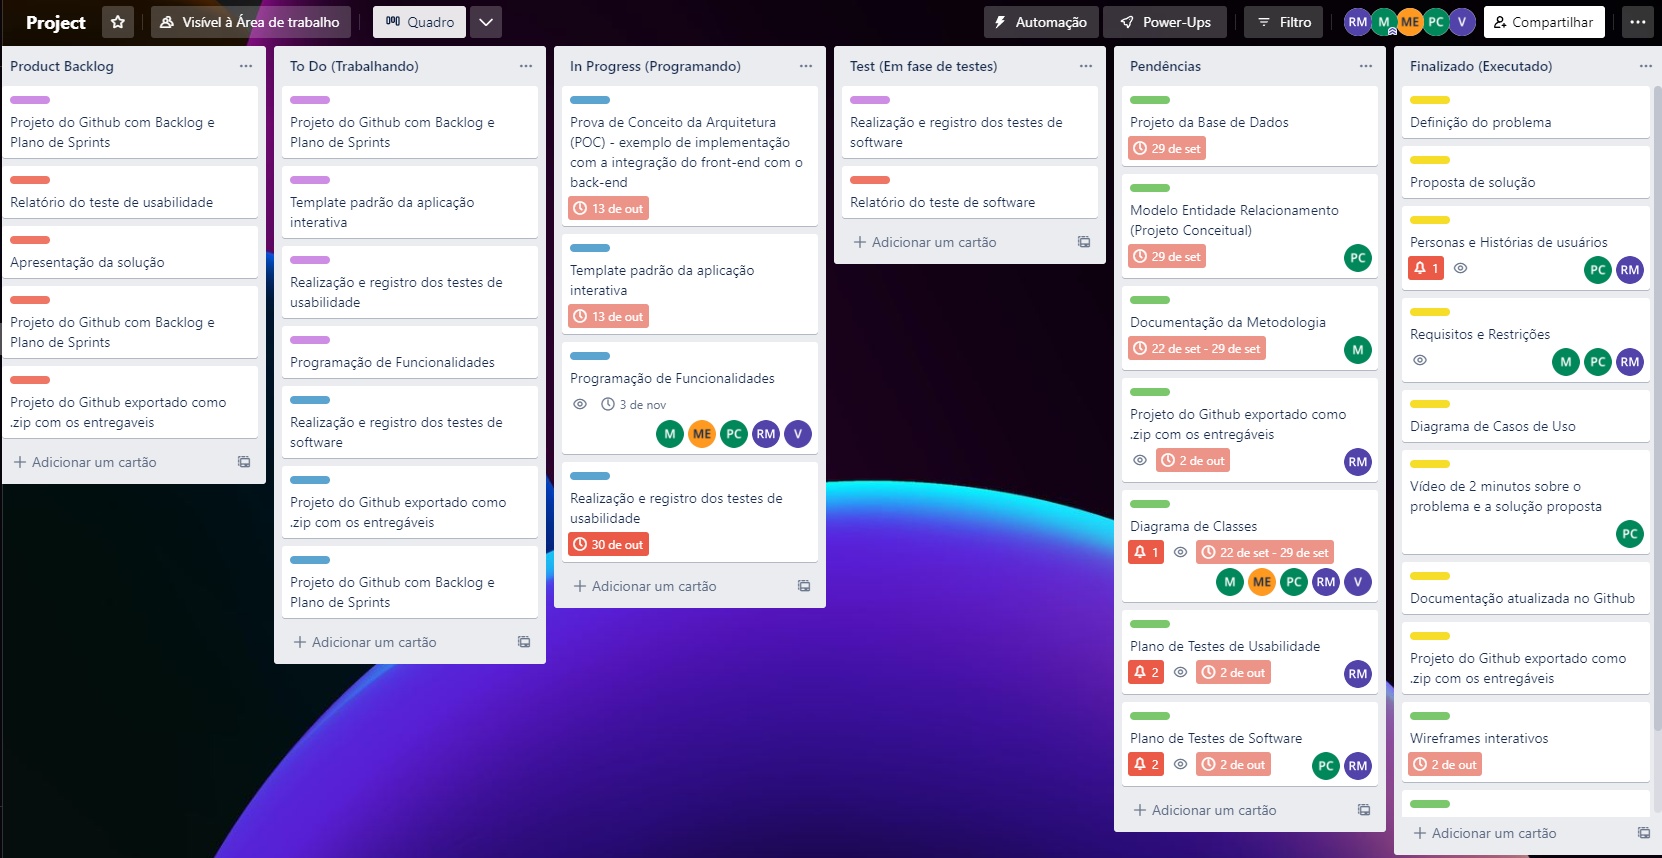 Project
Visível à Área de trabalho
Quadro
Automação
Power-Ups
Filtro
RM
M
ME
PC
V
Compartilhar
Product Backlog
Projeto do Github com Backlog e
Plano de Sprints
Relatório do teste de usabilidade
Apresentação da solução
Projeto do Github com Backlog e
Plano de Sprints
Projeto do Github exportado como
.zip com os entregaveis
Adicionar um cartão
To Do (Trabalhando)
Projeto do Github com Backlog e
Plano de Sprints
Template padrão da aplicação
interativa
Realização e registro dos testes de
usabilidade
Programação de Funcionalidades
Realização e registro dos testes de
software
Projeto do Github exportado como
.zip com os entregáveis
Projeto do Github com Backlog e
Plano de Sprints
Adicionar um cartão
In Progress (Programando)
Prova de Conceito da Arquitetura
(POC) - exemplo de implementação
com a integração do front-end com o
back-end
13 de out
Template padrão da aplicação
interativa
13 de out
Programação de Funcionalidades
3 de nov
M ME PC RM V
Realização e registro dos testes de
usabilidade
30 de out
Adicionar um cartão
Test (Em fase de testes)
Realização e registro dos testes de
software
Relatório do teste de software
Adicionar um cartão
Pendências
Projeto da Base de Dados
29 de set
Modelo Entidade Relacionamento
(Projeto Conceitual)
29 de set
PC
Documentação da Metodologia
22 de set - 29 de set
M
Projeto do Github exportado como
.zip com os entregáveis
2 de out
RM
Diagrama de Classes
1 22 de set - 29 de set
M ME PC RM V
Plano de Testes de Usabilidade
2 2 de out
RM
Plano de Testes de Software
2 2 de out
PC RM
Adicionar um cartão
Finalizado (Executado)
Definição do problema
Proposta de solução
Personas e Histórias de usuários
1
PC RM
Requisitos e Restrições
M PC RM
Diagrama de Casos de Uso
Vídeo de 2 minutos sobre o
problema e a solução proposta
PC
Documentação atualizada no Github
Projeto do Github exportado como
.zip com os entregáveis
Wireframes interativos
2 de out
Adicionar um cartão